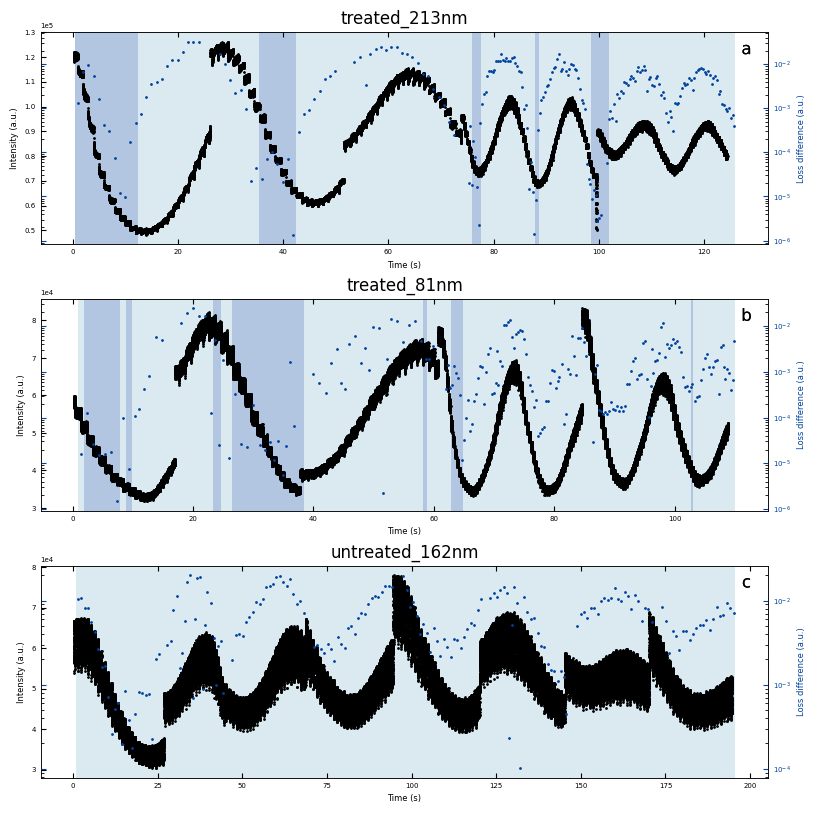 treated_213nm
1e5
a
1.3
1.2
1.1
1.0
0.9
0.8
0.7
0.6
0.5
Intensity (a.u.)
10⁻²
10⁻³
10⁻⁴
10⁻⁵
10⁻⁶
Loss difference (a.u.)
0 20 40 60 80 100 120
Time (s)
treated_81nm
1e4
b
8
7
6
5
4
3
Intensity (a.u.)
10⁻²
10⁻³
10⁻⁴
10⁻⁵
10⁻⁶
Loss difference (a.u.)
0 20 40 60 80 100
Time (s)
untreated_162nm
1e4
c
8
7
6
5
4
3
Intensity (a.u.)
10⁻²
10⁻³
10⁻⁴
Loss difference (a.u.)
0 25 50 75 100 125 150 175 200
Time (s)